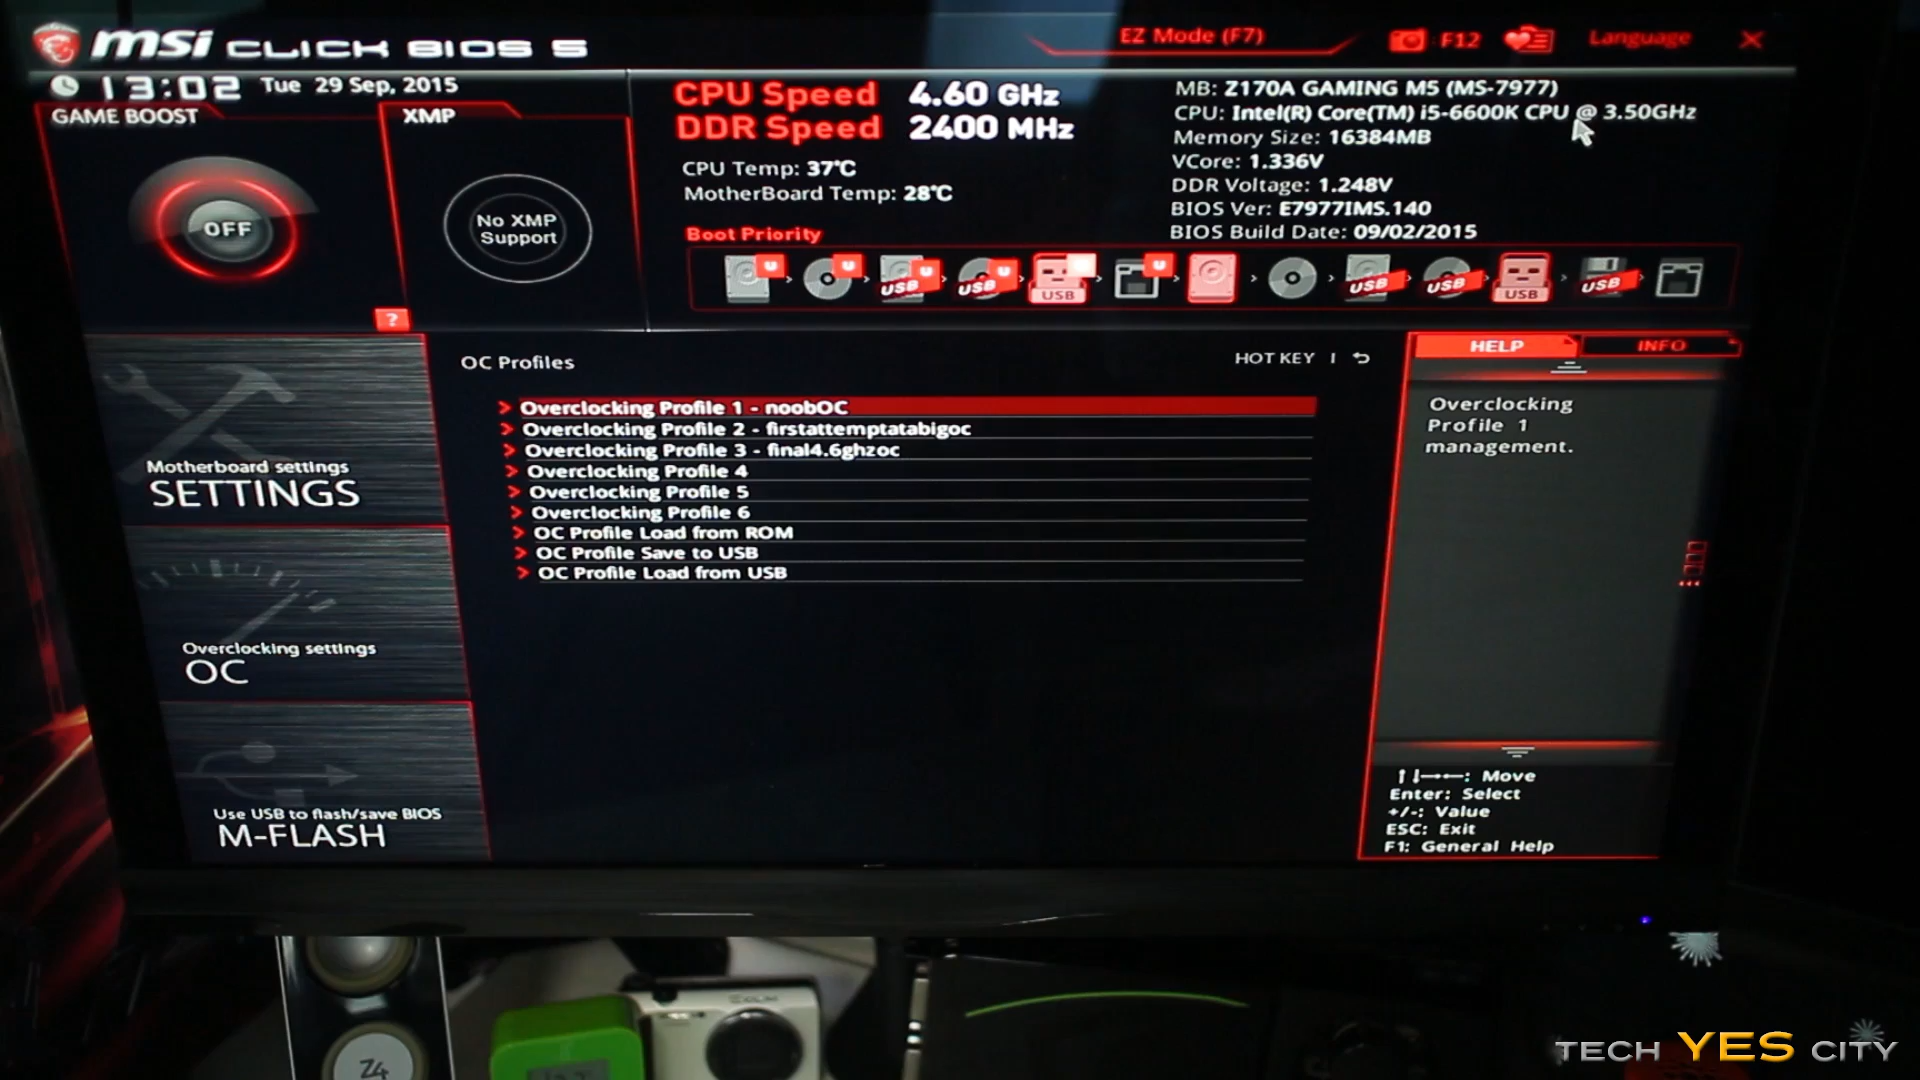 msi CLICK BIOS 5
EZ Mode (F7)
F12
Language
X
13:02 Tue 29 Sep, 2015
GAME BOOST
OFF
XMP
No XMP
Support
?
CPU Speed 4.60 GHz
DDR Speed 2400 MHz
CPU Temp: 37℃
MotherBoard Temp: 28℃
MB: Z170A GAMING M5 (MS-7977)
CPU: Intel(R) Core(TM) i5-6600K CPU @ 3.50GHz
Memory Size: 16384MB
VCore: 1.336V
DDR Voltage: 1.248V
BIOS Ver: E7977IMS.140
BIOS Build Date: 09/02/2015
Boot Priority
U U U USB U USB USB U USB USB USB USB
Motherboard settings
SETTINGS
Overclocking settings
OC
Use USB to flash/save BIOS
M-FLASH
OC Profiles
HOT KEY
> Overclocking Profile 1 - noobOC
> Overclocking Profile 2 - firstattemptatabigoc
> Overclocking Profile 3 - final4.6ghzoc
> Overclocking Profile 4
> Overclocking Profile 5
> Overclocking Profile 6
> OC Profile Load from ROM
> OC Profile Save to USB
> OC Profile Load from USB
HELP
INFO
Overclocking
Profile 1
management.
↑↓→←: Move
Enter: Select
+/-: Value
ESC: Exit
F1: General Help
Z4
TECH YES CITY